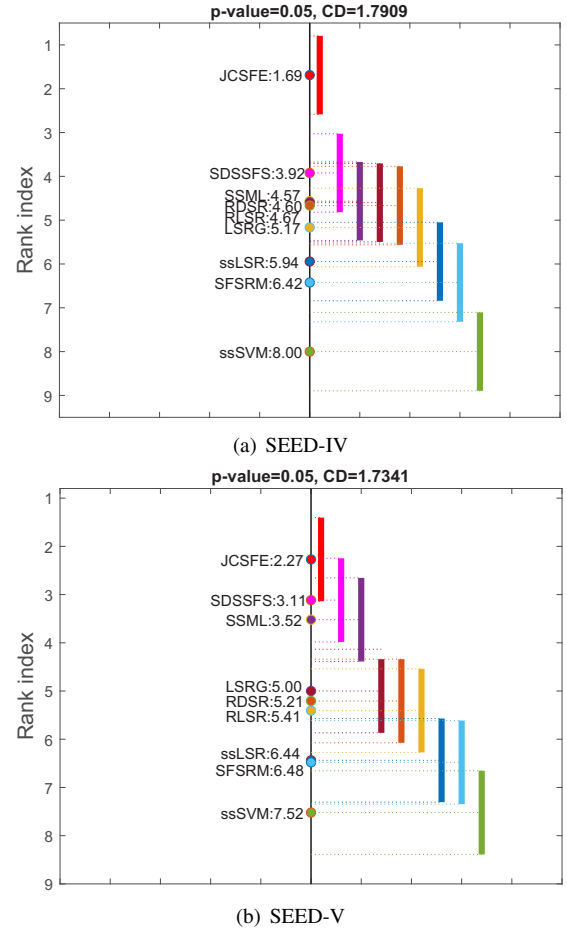 p-value=0.05, CD=1.7909
1
2
3
4
5
6
7
8
9
Rank index
JCSFE:1.69
SDSSFS:3.92
SSML:4.57
RDSR:4.60
RLSR:4.67
LSRG:5.17
ssLSR:5.94
SFSRM:6.42
ssSVM:8.00
(a) SEED-IV
p-value=0.05, CD=1.7341
1
2
3
4
5
6
7
8
9
Rank index
JCSFE:2.27
SDSSFS:3.11
SSML:3.52
LSRG:5.00
RDSR:5.21
RLSR:5.41
ssLSR:6.44
SFSRM:6.48
ssSVM:7.52
(b) SEED-V